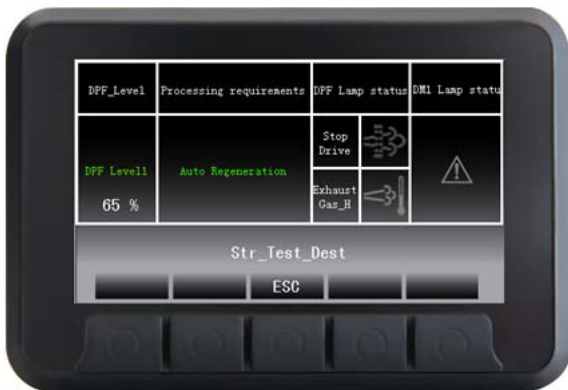 DPF_Level
Processing requirements
DPF Lamp status
DM1 Lamp statu
DPF Level1
65 %
Auto Regeneration
Stop
Drive
Exhaust
Gas_H
Str_Test_Dest
ESC